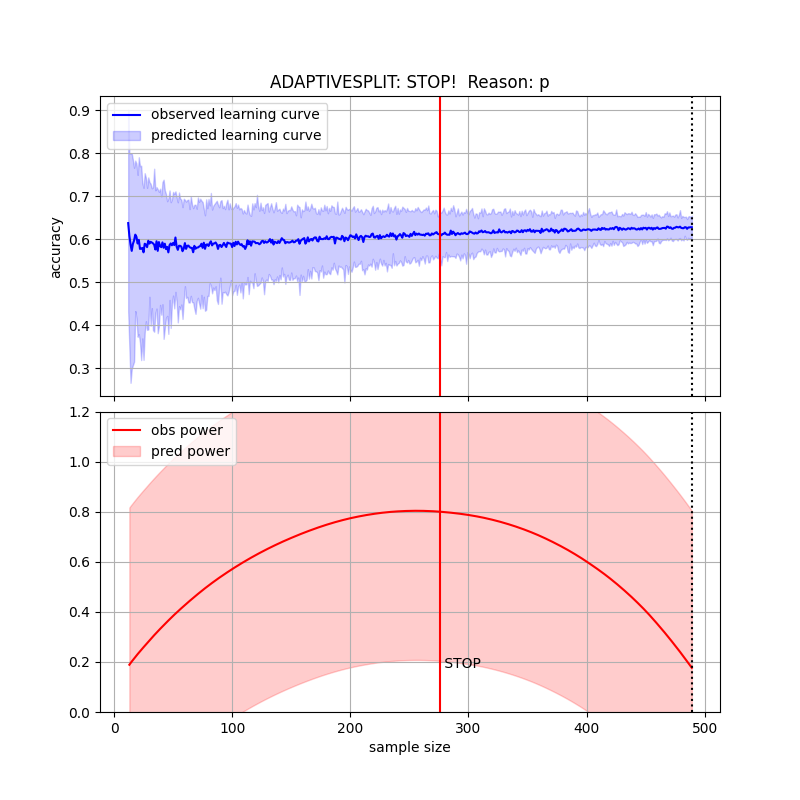 ADAPTIVESPLIT: STOP!  Reason: p
observed learning curve
predicted learning curve
0.9
0.8
0.7
0.6
0.5
0.4
0.3
accuracy
obs power
pred power
1.2
1.0
0.8
0.6
0.4
0.2
0.0
STOP
0 100 200 300 400 500
sample size